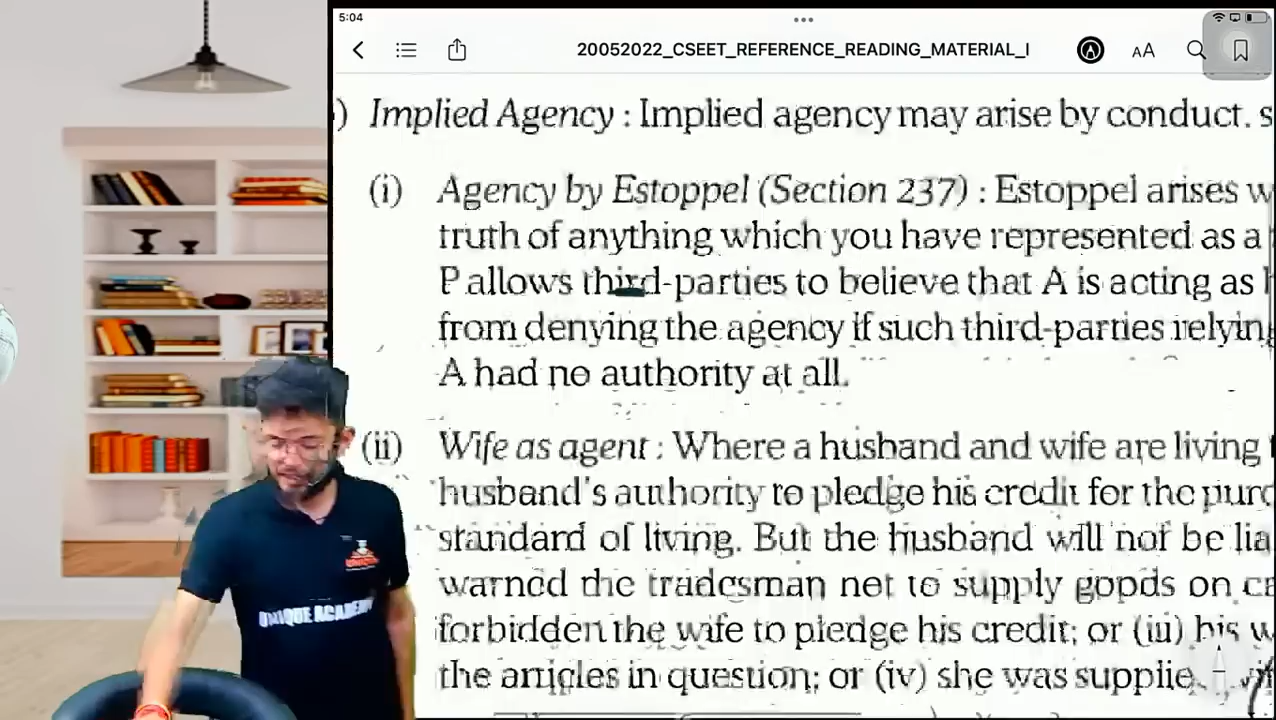 5:04
20052022_CSEET_REFERENCE_READING_MATERIAL_I
AA
) Implied Agency : Implied agency may arise by conduct. s
(i) Agency by Estoppel (Section 237) : Estoppel arises w
truth of anything which you have represented as a
P allows third-parties to believe that A is acting as h
from denying the agency if such third-parties relying
A had no authority at all.
(ii) Wife as agent : Where a husband and wife are living t
husband's authority to pledge his credit for the purc
standard of living. But the husband will not be lia
warned the tradesman not to supply goods on c
forbidden the wife to pledge his credit; or (iii) his w
the articles in question; or (iv) she was supplie
UNIQUE ACADEMY